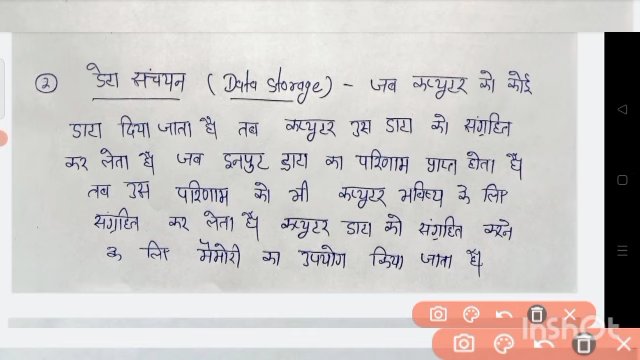 ② डेटा संचयन (Data Storage) - जब कम्प्युटर को कोई
डाटा दिया जाता है। तब कम्प्युटर उस डाटा को संग्रहित
कर लेता है। जब इनपुट डाटा का परिणाम प्राप्त होता है।
तब उस परिणाम को भी कम्प्युटर भविष्य के लिए
संग्रहित कर लेता है। कम्प्युटर डाटा को संग्रहित करने
के लिए मेमोरी का उपयोग किया जाता है।
InShOt